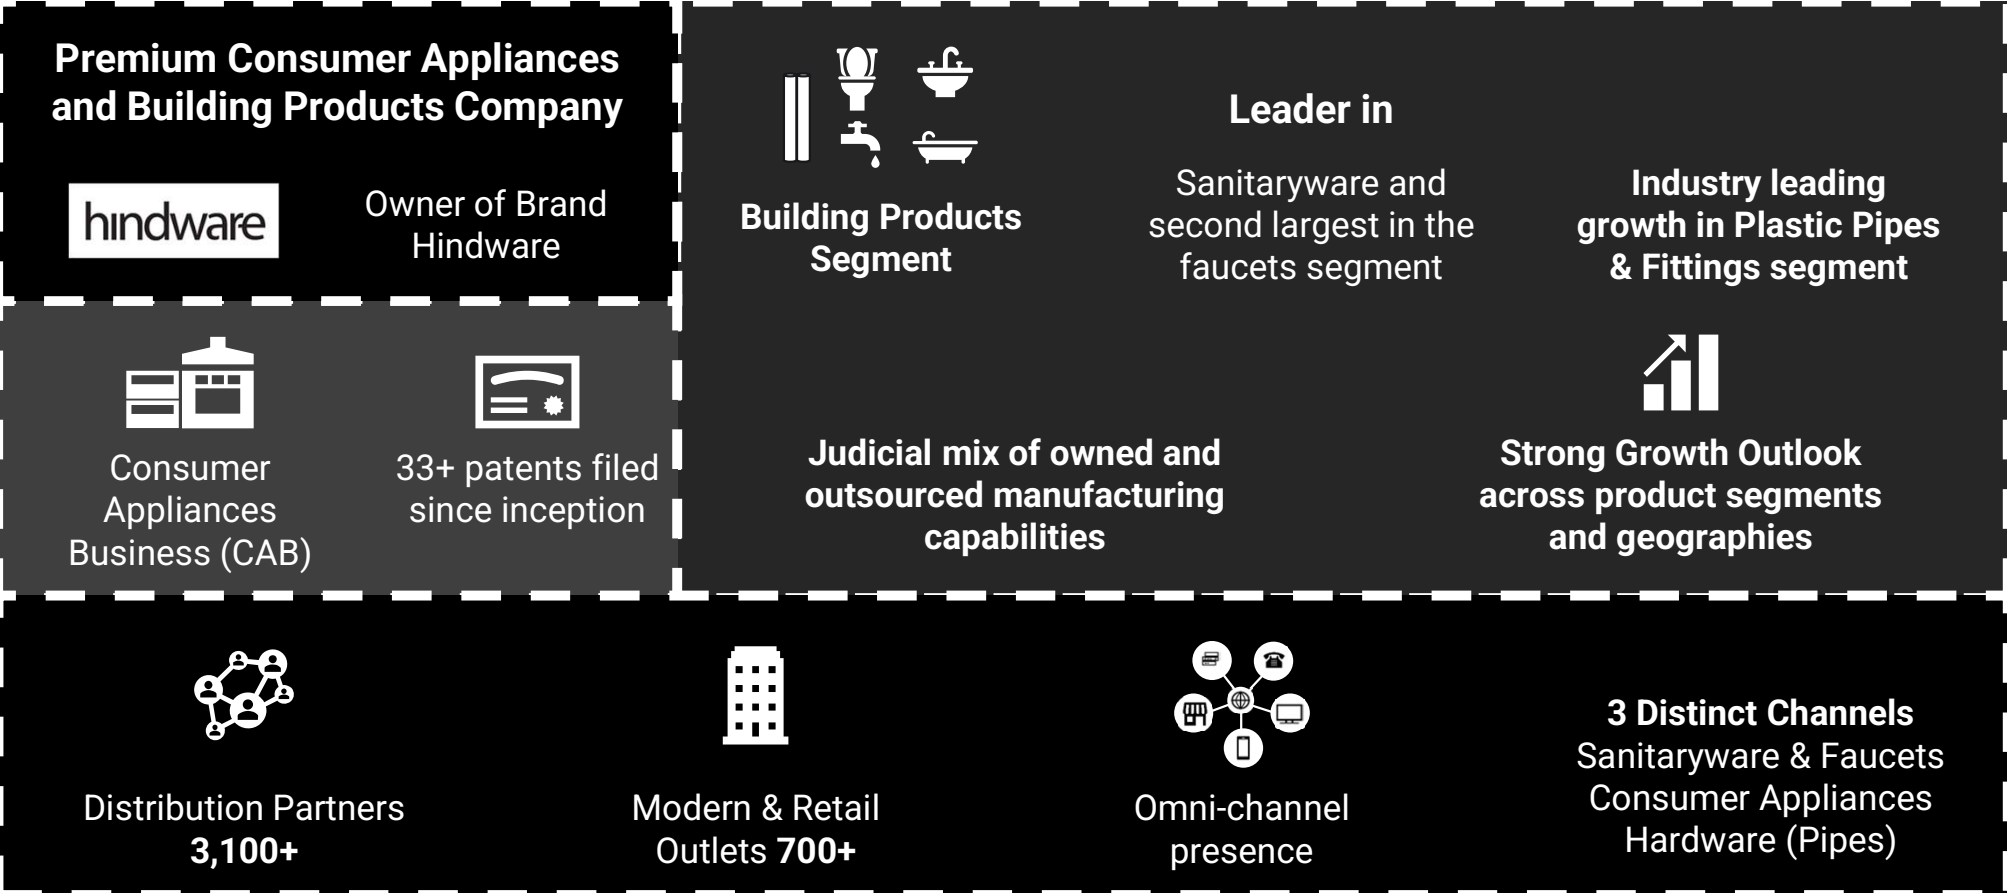 Premium Consumer Appliances
and Building Products Company
hindware
Owner of Brand
Hindware
Building Products
Segment
Leader in
Sanitaryware and
second largest in the
faucets segment
Industry leading
growth in Plastic Pipes
& Fittings segment
Consumer
Appliances
Business (CAB)
33+ patents filed
since inception
Judicial mix of owned and
outsourced manufacturing
capabilities
Strong Growth Outlook
across product segments
and geographies
Distribution Partners
3,100+
Modern & Retail
Outlets 700+
Omni-channel
presence
3 Distinct Channels
Sanitaryware & Faucets
Consumer Appliances
Hardware (Pipes)